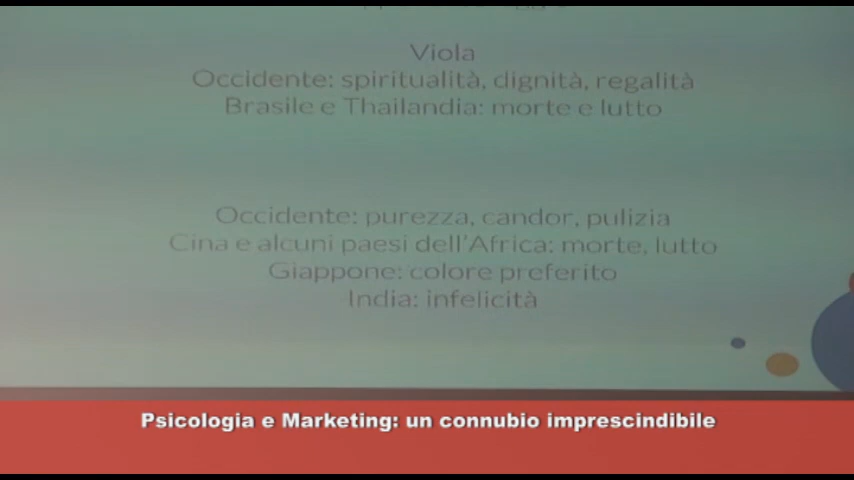 Viola
Occidente: spiritualità, dignità, regalità
Brasile e Thailandia: morte e lutto
Occidente: purezza, candor, pulizia
Cina e alcuni paesi dell'Africa: morte, lutto
Giappone: colore preferito
India: infelicità
Psicologia e Marketing: un connubio imprescindibile